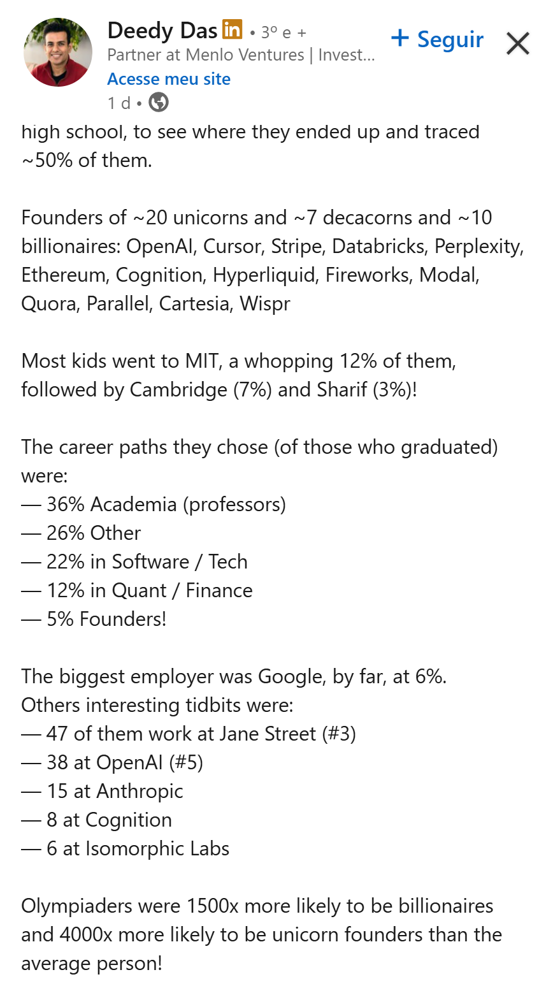 Deedy Das in • 3º e +
+ Seguir
Partner at Menlo Ventures | Invest...
Acesse meu site
1 d •
high school, to see where they ended up and traced
~50% of them.
Founders of ~20 unicorns and ~7 decacorns and ~10
billionaires: OpenAI, Cursor, Stripe, Databricks, Perplexity,
Ethereum, Cognition, Hyperliquid, Fireworks, Modal,
Quora, Parallel, Cartesia, Wispr
Most kids went to MIT, a whopping 12% of them,
followed by Cambridge (7%) and Sharif (3%)!
The career paths they chose (of those who graduated)
were:
— 36% Academia (professors)
— 26% Other
— 22% in Software / Tech
— 12% in Quant / Finance
— 5% Founders!
The biggest employer was Google, by far, at 6%.
Others interesting tidbits were:
— 47 of them work at Jane Street (#3)
— 38 at OpenAI (#5)
— 15 at Anthropic
— 8 at Cognition
— 6 at Isomorphic Labs
Olympiaders were 1500x more likely to be billionaires
and 4000x more likely to be unicorn founders than the
average person!